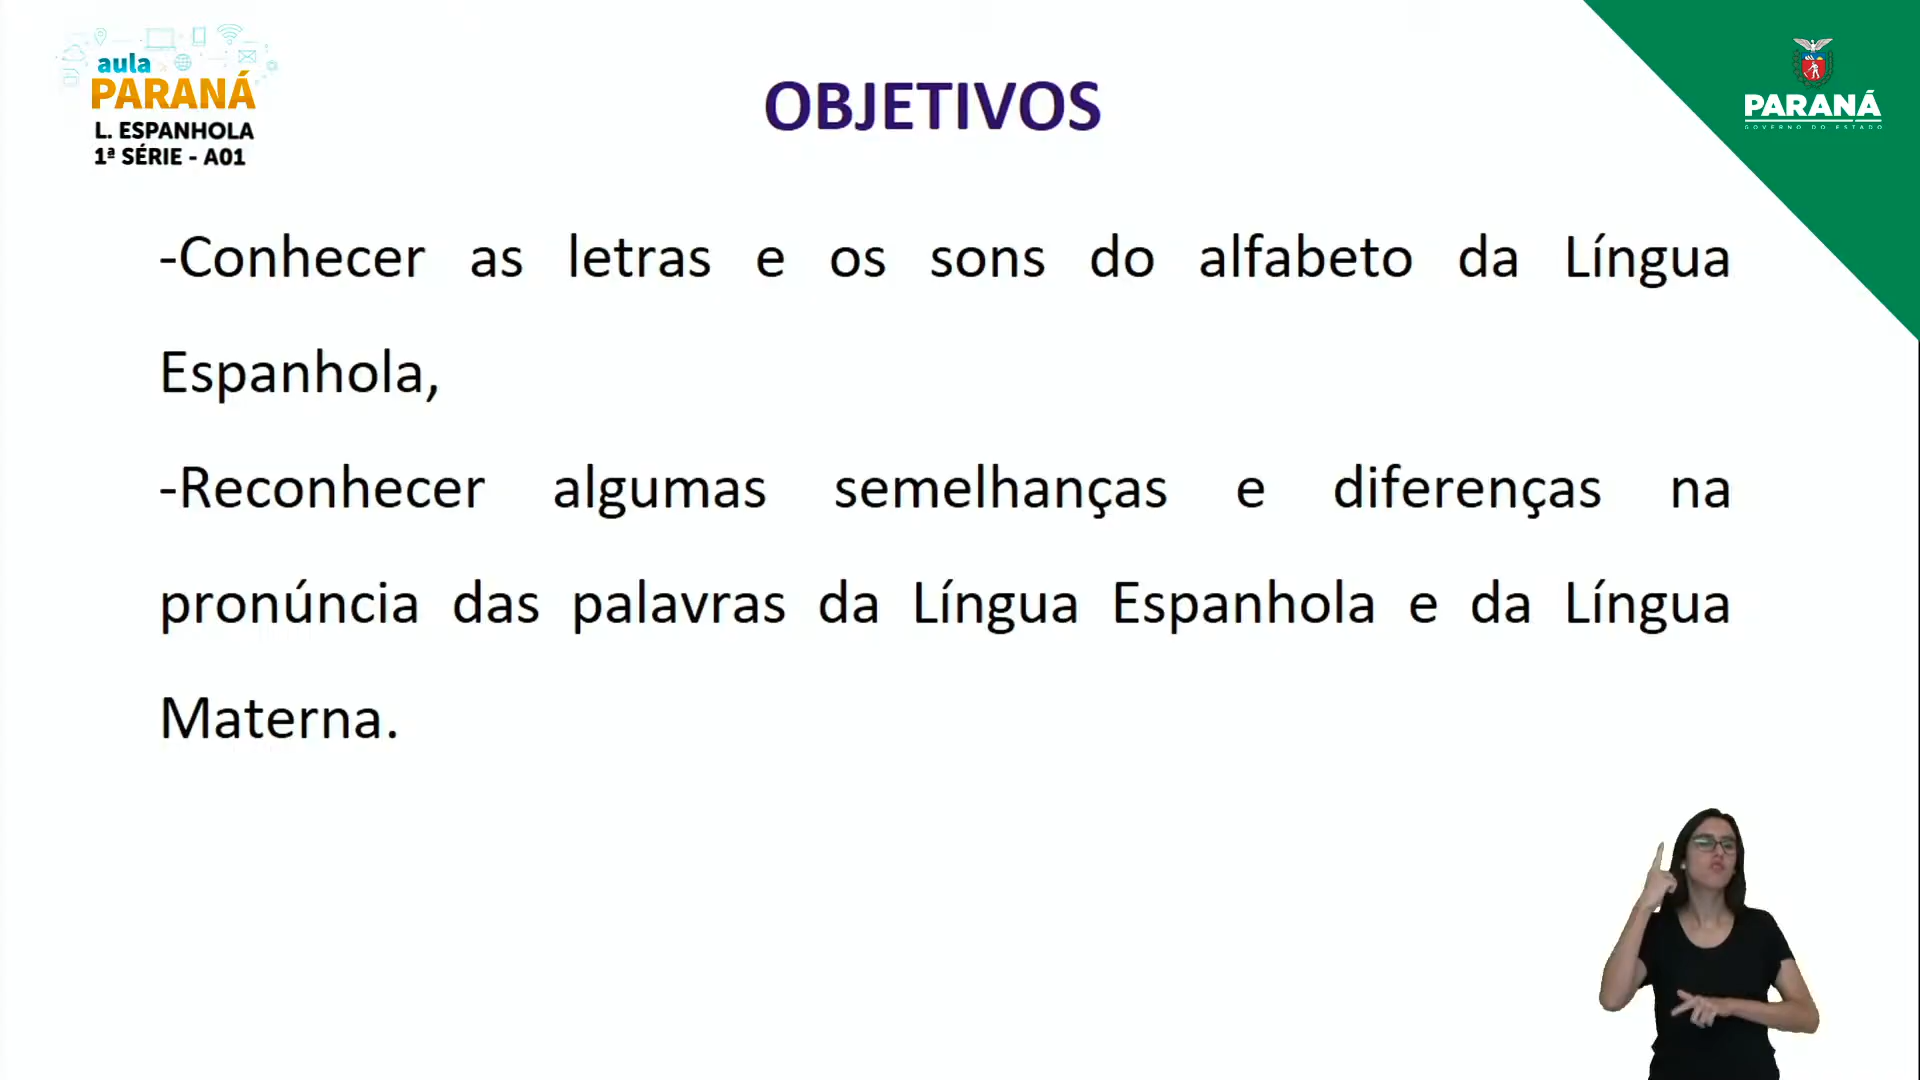 aula
PARANÁ
L. ESPANHOLA
1ª SÉRIE - A01
OBJETIVOS
PARANÁ
GOVERNO DO ESTADO
-Conhecer as letras e os sons do alfabeto da Língua
Espanhola,
-Reconhecer algumas semelhanças e diferenças na
pronúncia das palavras da Língua Espanhola e da Língua
Materna.